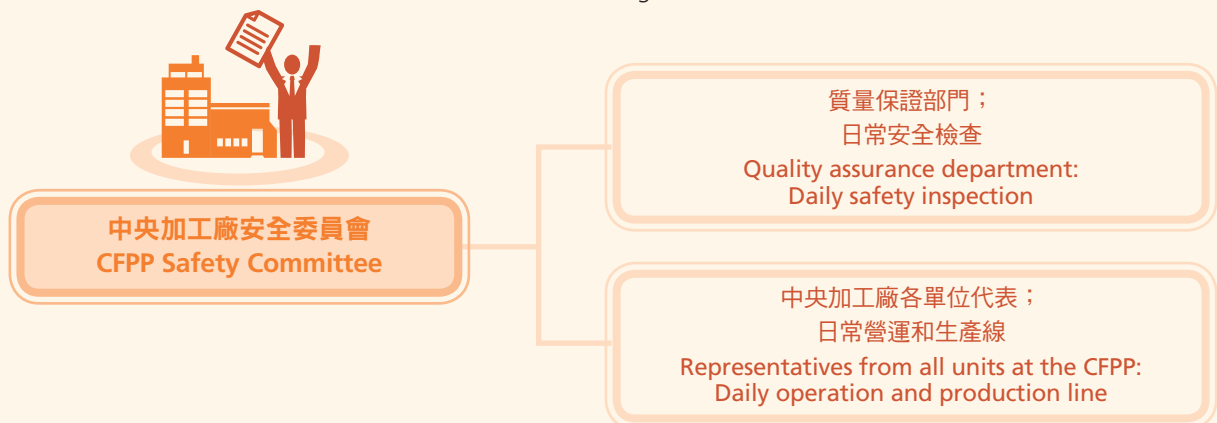 中央加工廠安全委員會
CFPP Safety Committee
質量保證部門；
日常安全檢查
Quality assurance department:
Daily safety inspection
中央加工廠各單位代表；
日常營運和生產線
Representatives from all units at the CFPP:
Daily operation and production line